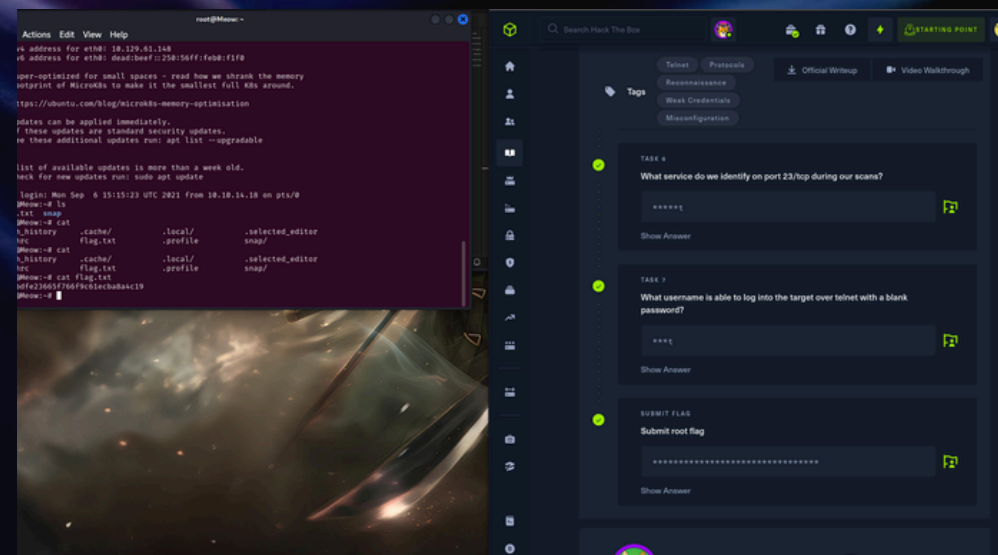 root@Meow: ~
Actions Edit View Help
v4 address for eth0: 10.129.61.148
v6 address for eth0: dead:beef::250:56ff:feb0:f1f0
uper-optimized for small spaces - read how we shrank the memory
ootprint of MicroK8s to make it the smallest full K8s around.
ttps://ubuntu.com/blog/microk8s-memory-optimisation
pdates can be applied immediately.
f these updates are standard security updates.
ee these additional updates run: apt list --upgradable
list of available updates is more than a week old.
heck for new updates run: sudo apt update
login: Mon Sep 6 15:15:23 UTC 2021 from 10.10.14.18 on pts/0
@Meow:~# ls
.txt snap
@Meow:~# cat
h_history .cache/ .local/ .selected_editor
hrc flag.txt .profile snap/
@Meow:~# cat
h_history .cache/ .local/ .selected_editor
hrc flag.txt .profile snap/
@Meow:~# cat flag.txt
bdfe23665f766f9c61ecba8a4c19
@Meow:~#
Search Hack The Box
STARTING POINT
Tags
Telnet Protocols
Reconnaissance
Weak Credentials
Misconfiguration
Official Writeup
Video Walkthrough
TASK 6
What service do we identify on port 23/tcp during our scans?
*****t
Show Answer
TASK 7
What username is able to log into the target over telnet with a blank
password?
***t
Show Answer
SUBMIT FLAG
Submit root flag
********************************
Show Answer